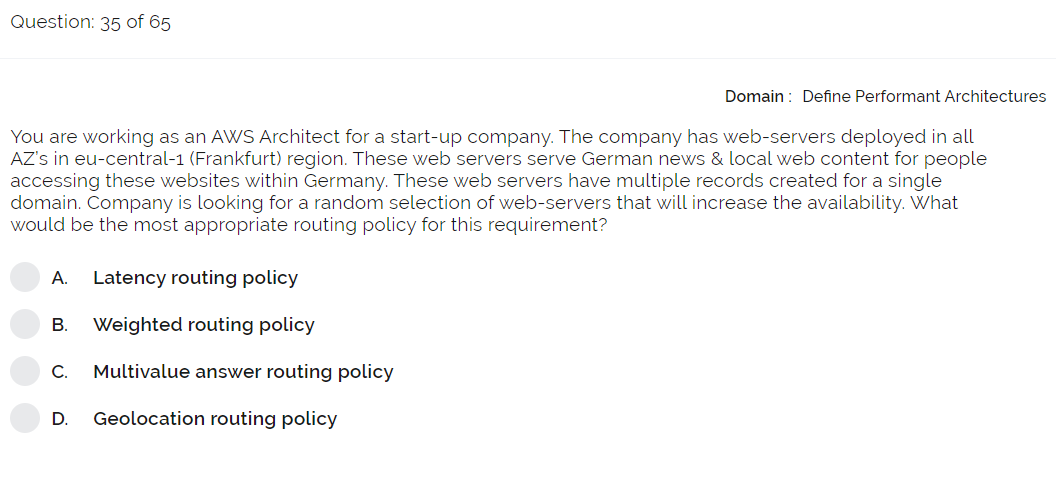 Question: 35 of 65
Domain : Define Performant Architectures
You are working as an AWS Architect for a start-up company. The company has web-servers deployed in all
AZ's in eu-central-1 (Frankfurt) region. These web servers serve German news & local web content for people
accessing these websites within Germany. These web servers have multiple records created for a single
domain. Company is looking for a random selection of web-servers that will increase the availability. What
would be the most appropriate routing policy for this requirement?
A. Latency routing policy
B. Weighted routing policy
C. Multivalue answer routing policy
D. Geolocation routing policy